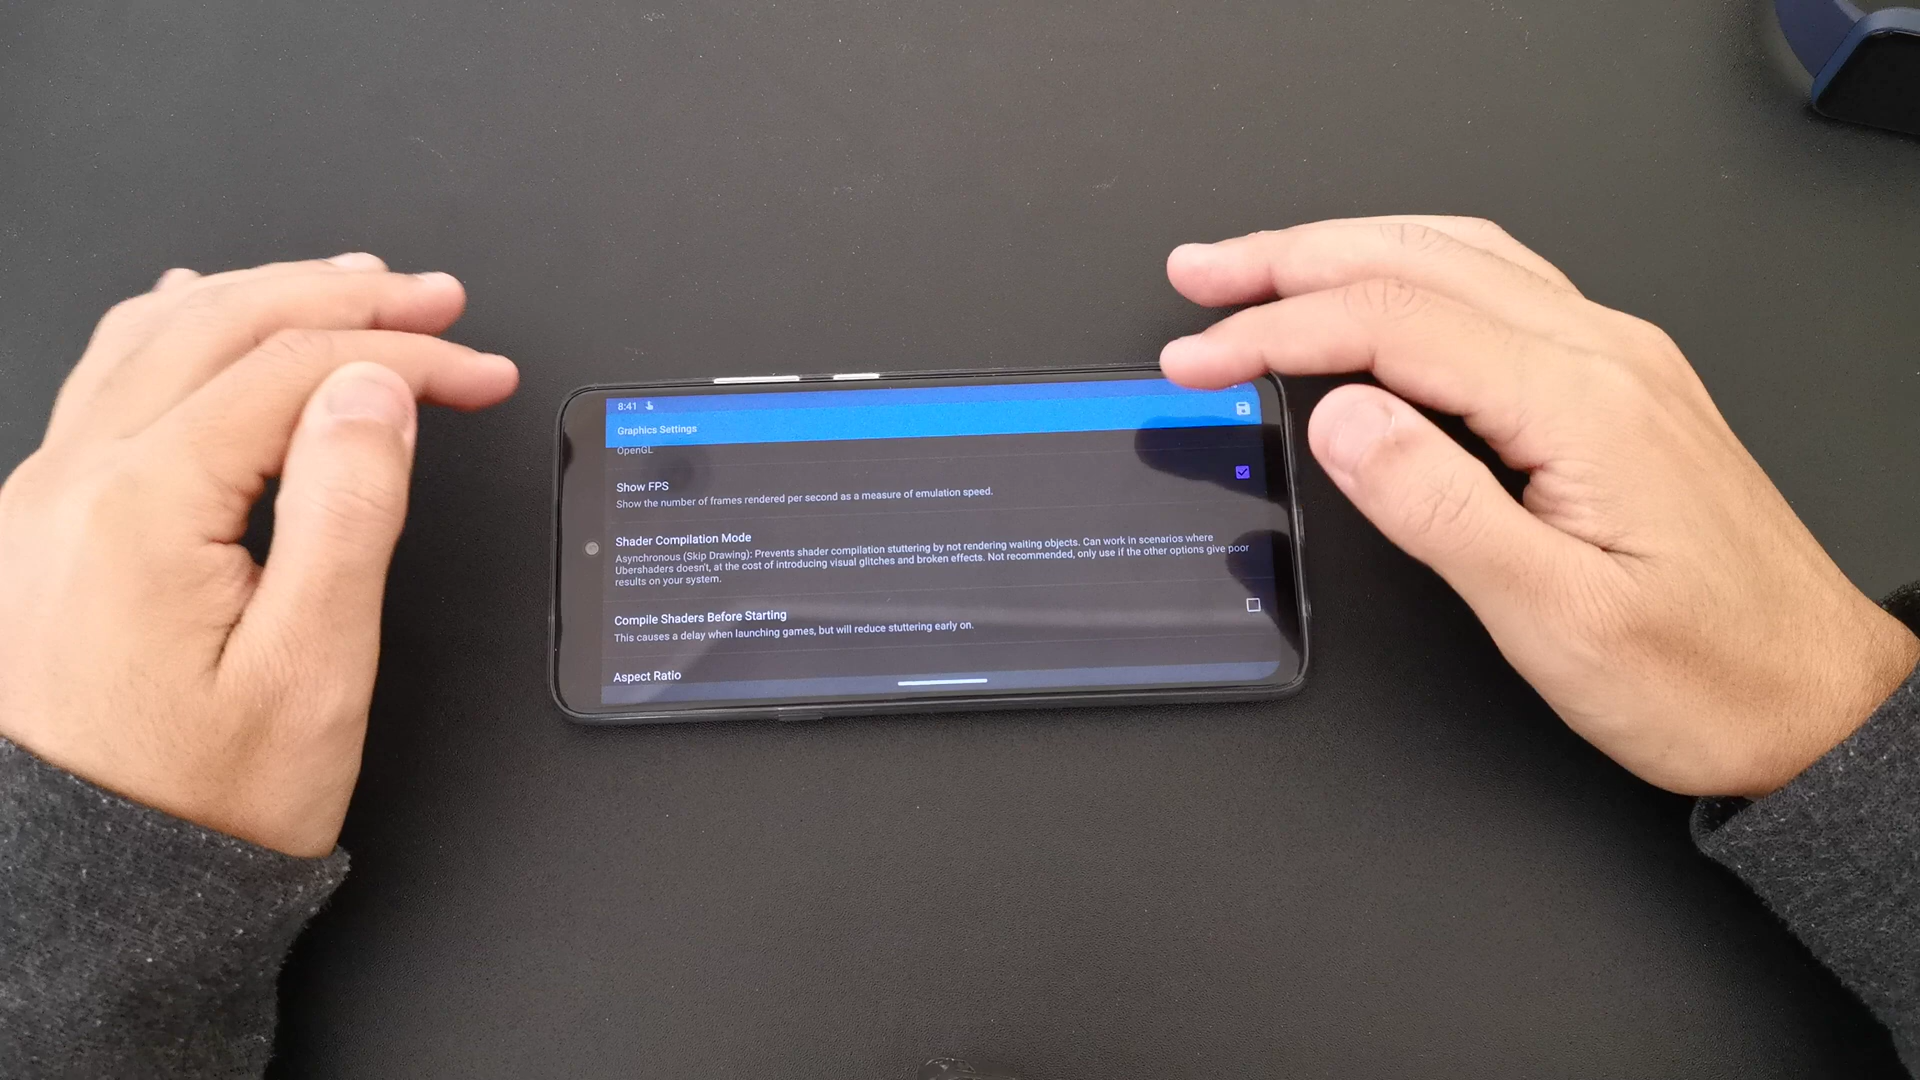 8:41
Graphics Settings
OpenGL
Show FPS
Show the number of frames rendered per second as a measure of emulation speed.
Shader Compilation Mode
Asynchronous (Skip Drawing): Prevents shader compilation stuttering by not rendering waiting objects. Can work in scenarios where
Ubershaders doesn't, at the cost of introducing visual glitches and broken effects. Not recommended, only use if the other options give poor
results on your system.
Compile Shaders Before Starting
This causes a delay when launching games, but will reduce stuttering early on.
Aspect Ratio